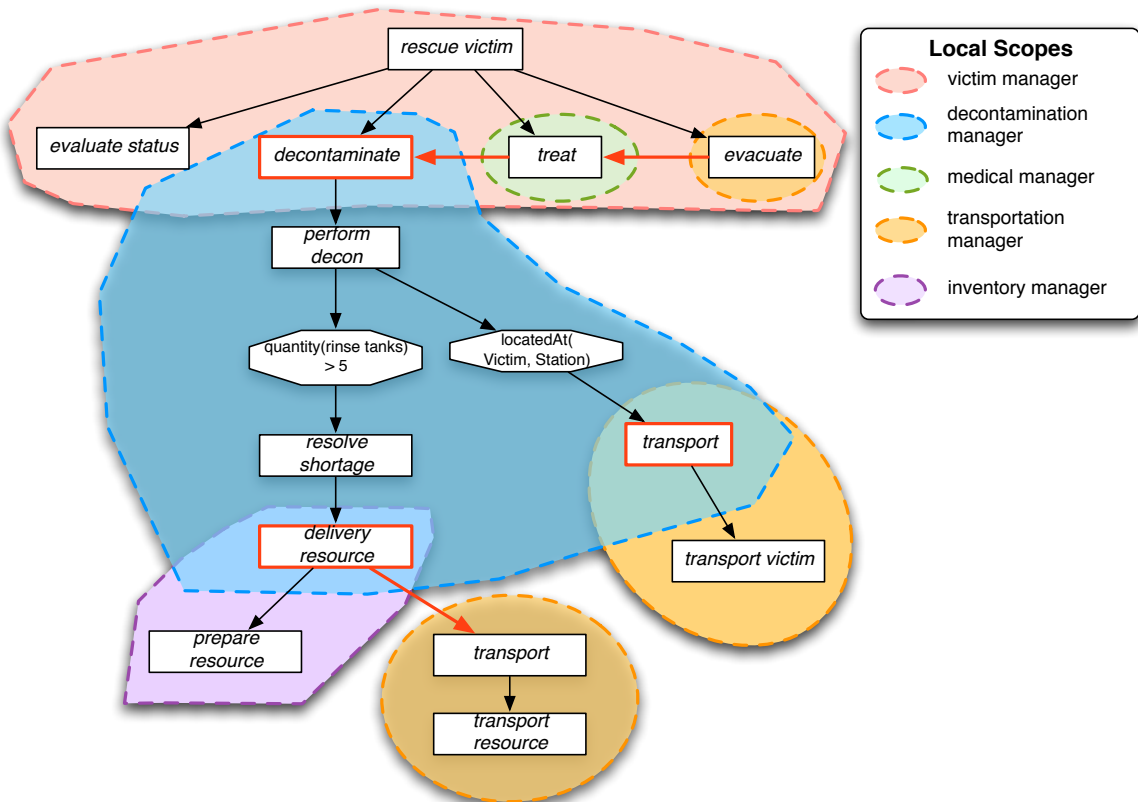 rescue victim
Local Scopes
victim manager
decontamination
manager
medical manager
transportation
manager
inventory manager
evaluate status
decontaminate
treat
evacuate
perform
decon
quantity(rinse tanks)
> 5
locatedAt(
Victim, Station)
resolve
shortage
transport
delivery
resource
transport victim
prepare
resource
transport
transport
resource